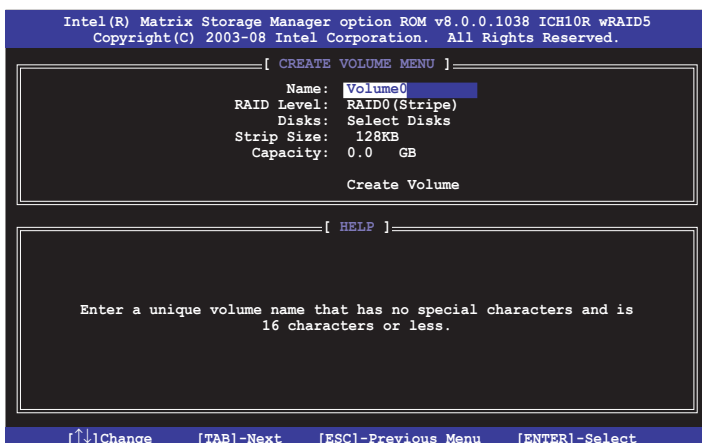 Intel(R) Matrix Storage Manager option ROM v8.0.0.1038 ICH10R wRAID5
Copyright(C) 2003-08 Intel Corporation.  All Rights Reserved.
[ CREATE VOLUME MENU ]
Name: Volume0
RAID Level: RAID0(Stripe)
Disks: Select Disks
Strip Size: 128KB
Capacity: 0.0 GB
Create Volume
[ HELP ]
Enter a unique volume name that has no special characters and is
16 characters or less.
[↑↓]Change [TAB]-Next [ESC]-Previous Menu [ENTER]-Select